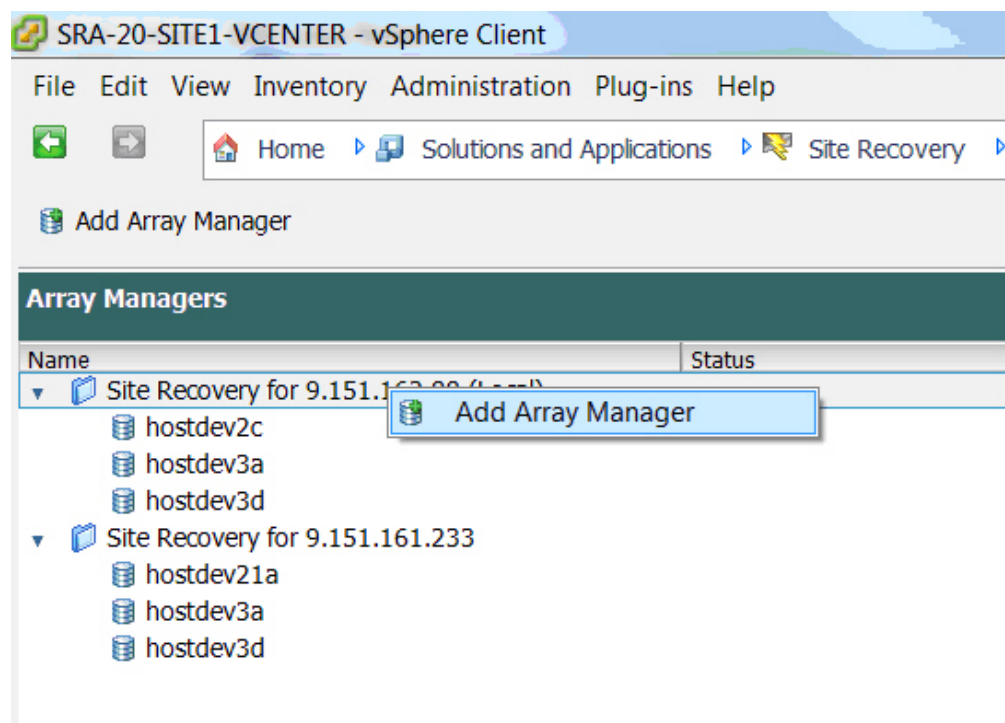 SRA-20-SITE1-VCENTER - vSphere Client
File Edit View Inventory Administration Plug-ins Help
Home Solutions and Applications Site Recovery
Add Array Manager
Array Managers
Name Status
Site Recovery for 9.151.
Add Array Manager
hostdev2c
hostdev3a
hostdev3d
Site Recovery for 9.151.161.233
hostdev21a
hostdev3a
hostdev3d